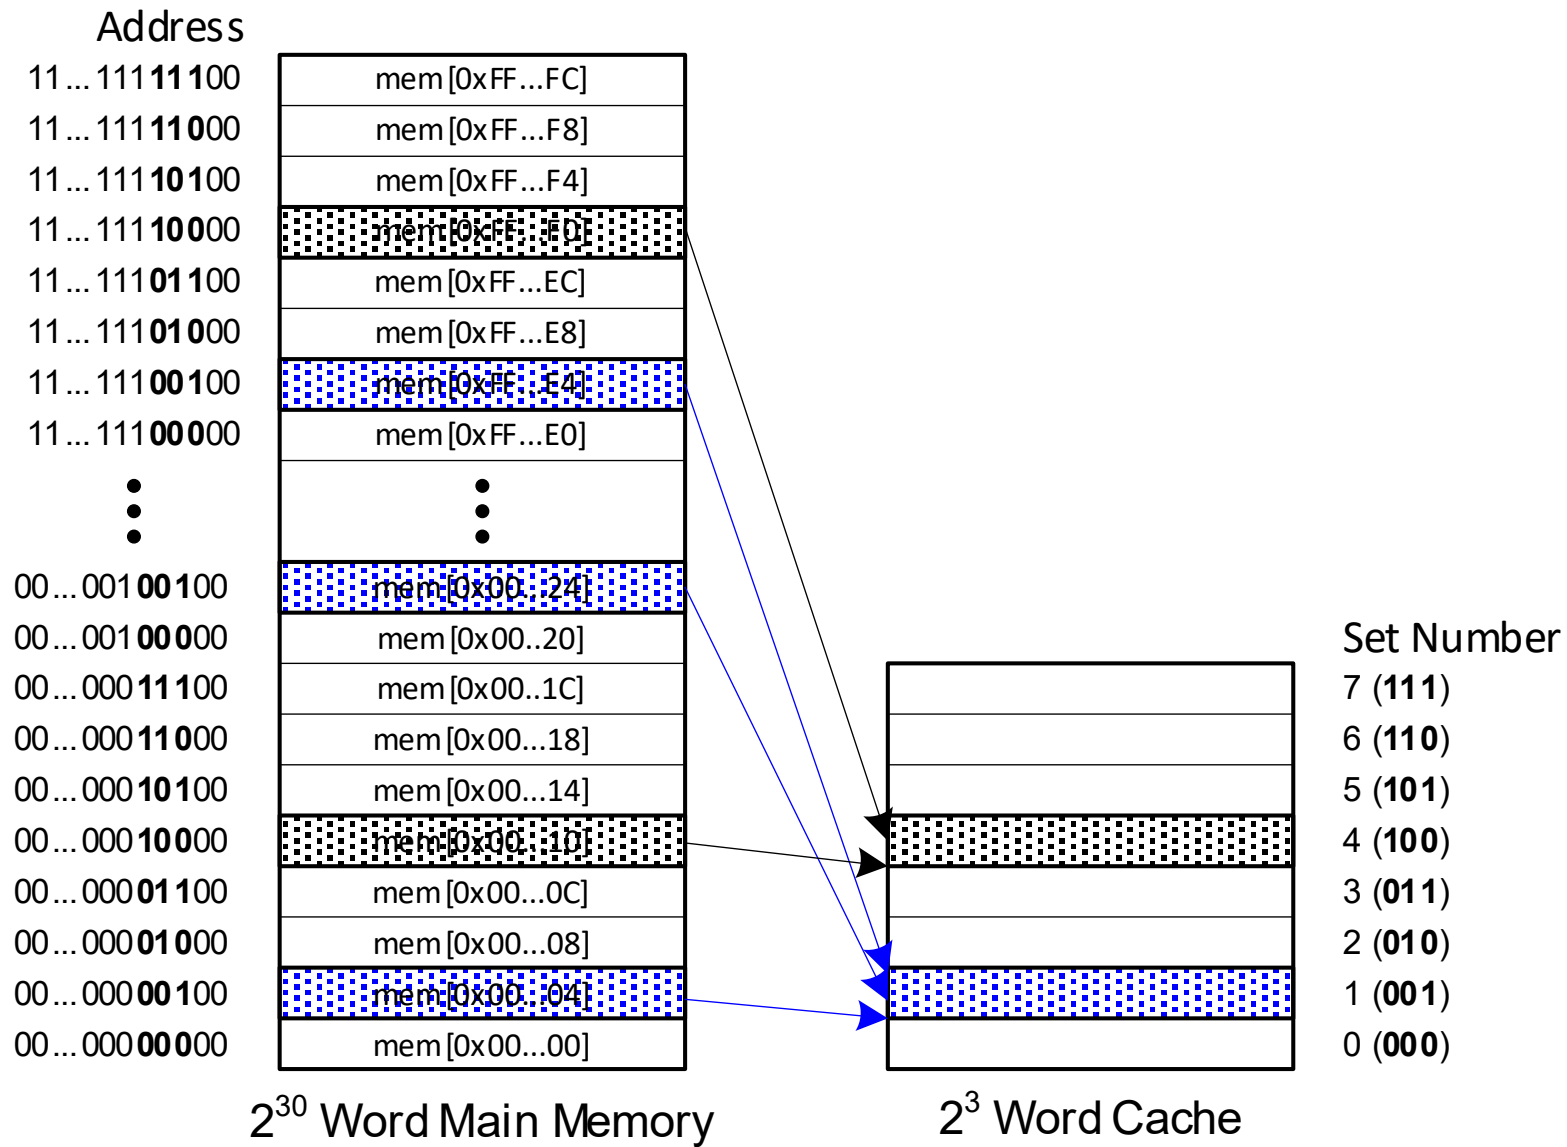 Address
11...11111100 mem[0xFF...FC]
11...11111000 mem[0xFF...F8]
11...11110100 mem[0xFF...F4]
11...11110000 mem[0xFF...F0]
11...11101100 mem[0xFF...EC]
11...11101000 mem[0xFF...E8]
11...11100100 mem[0xFF...E4]
11...11100000 mem[0xFF...E0]
00...00100100 mem[0x00...24]
00...00100000 mem[0x00..20]
Set Number
00...00011100 mem[0x00..1C] 7 (111)
00...00011000 mem[0x00...18] 6 (110)
00...00010100 mem[0x00...14] 5 (101)
00...00010000 mem[0x00...10] 4 (100)
00...00001100 mem[0x00...0C] 3 (011)
00...00001000 mem[0x00...08] 2 (010)
00...00000100 mem[0x00...04] 1 (001)
00...00000000 mem[0x00...00] 0 (000)
2³⁰ Word Main Memory 2³ Word Cache